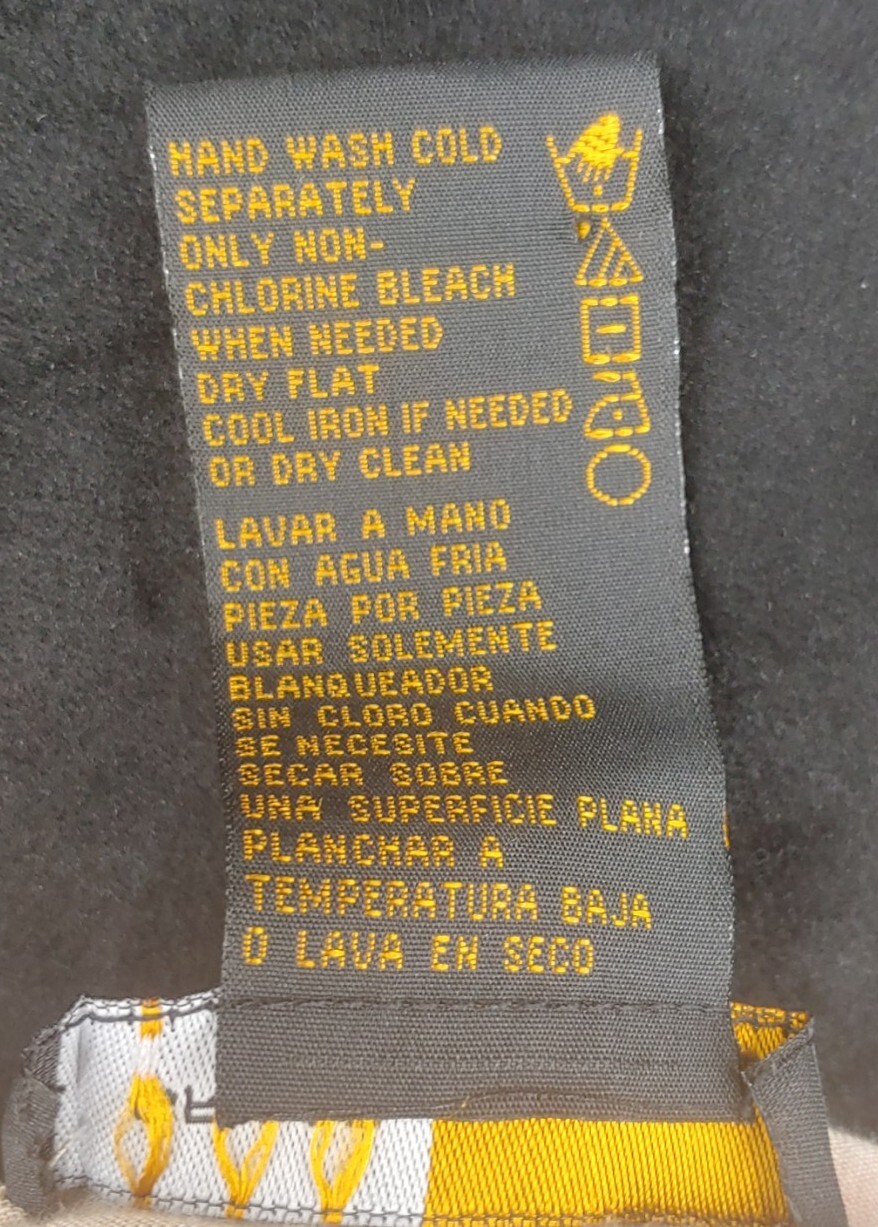 HAND WASH COLD
SEPARATELY
ONLY NON-
CHLORINE BLEACH
WHEN NEEDED
DRY FLAT
COOL IRON IF NEEDED
OR DRY CLEAN
LAVAR A MANO
CON AGUA FRIA
PIEZA POR PIEZA
USAR SOLEMENTE
BLANQUEADOR
SIN CLORO CUANDO
SE NECESITE
SECAR SOBRE
UNA SUPERFICIE PLANA
PLANCHAR A
TEMPERATURA BAJA
O LAVA EN SECO